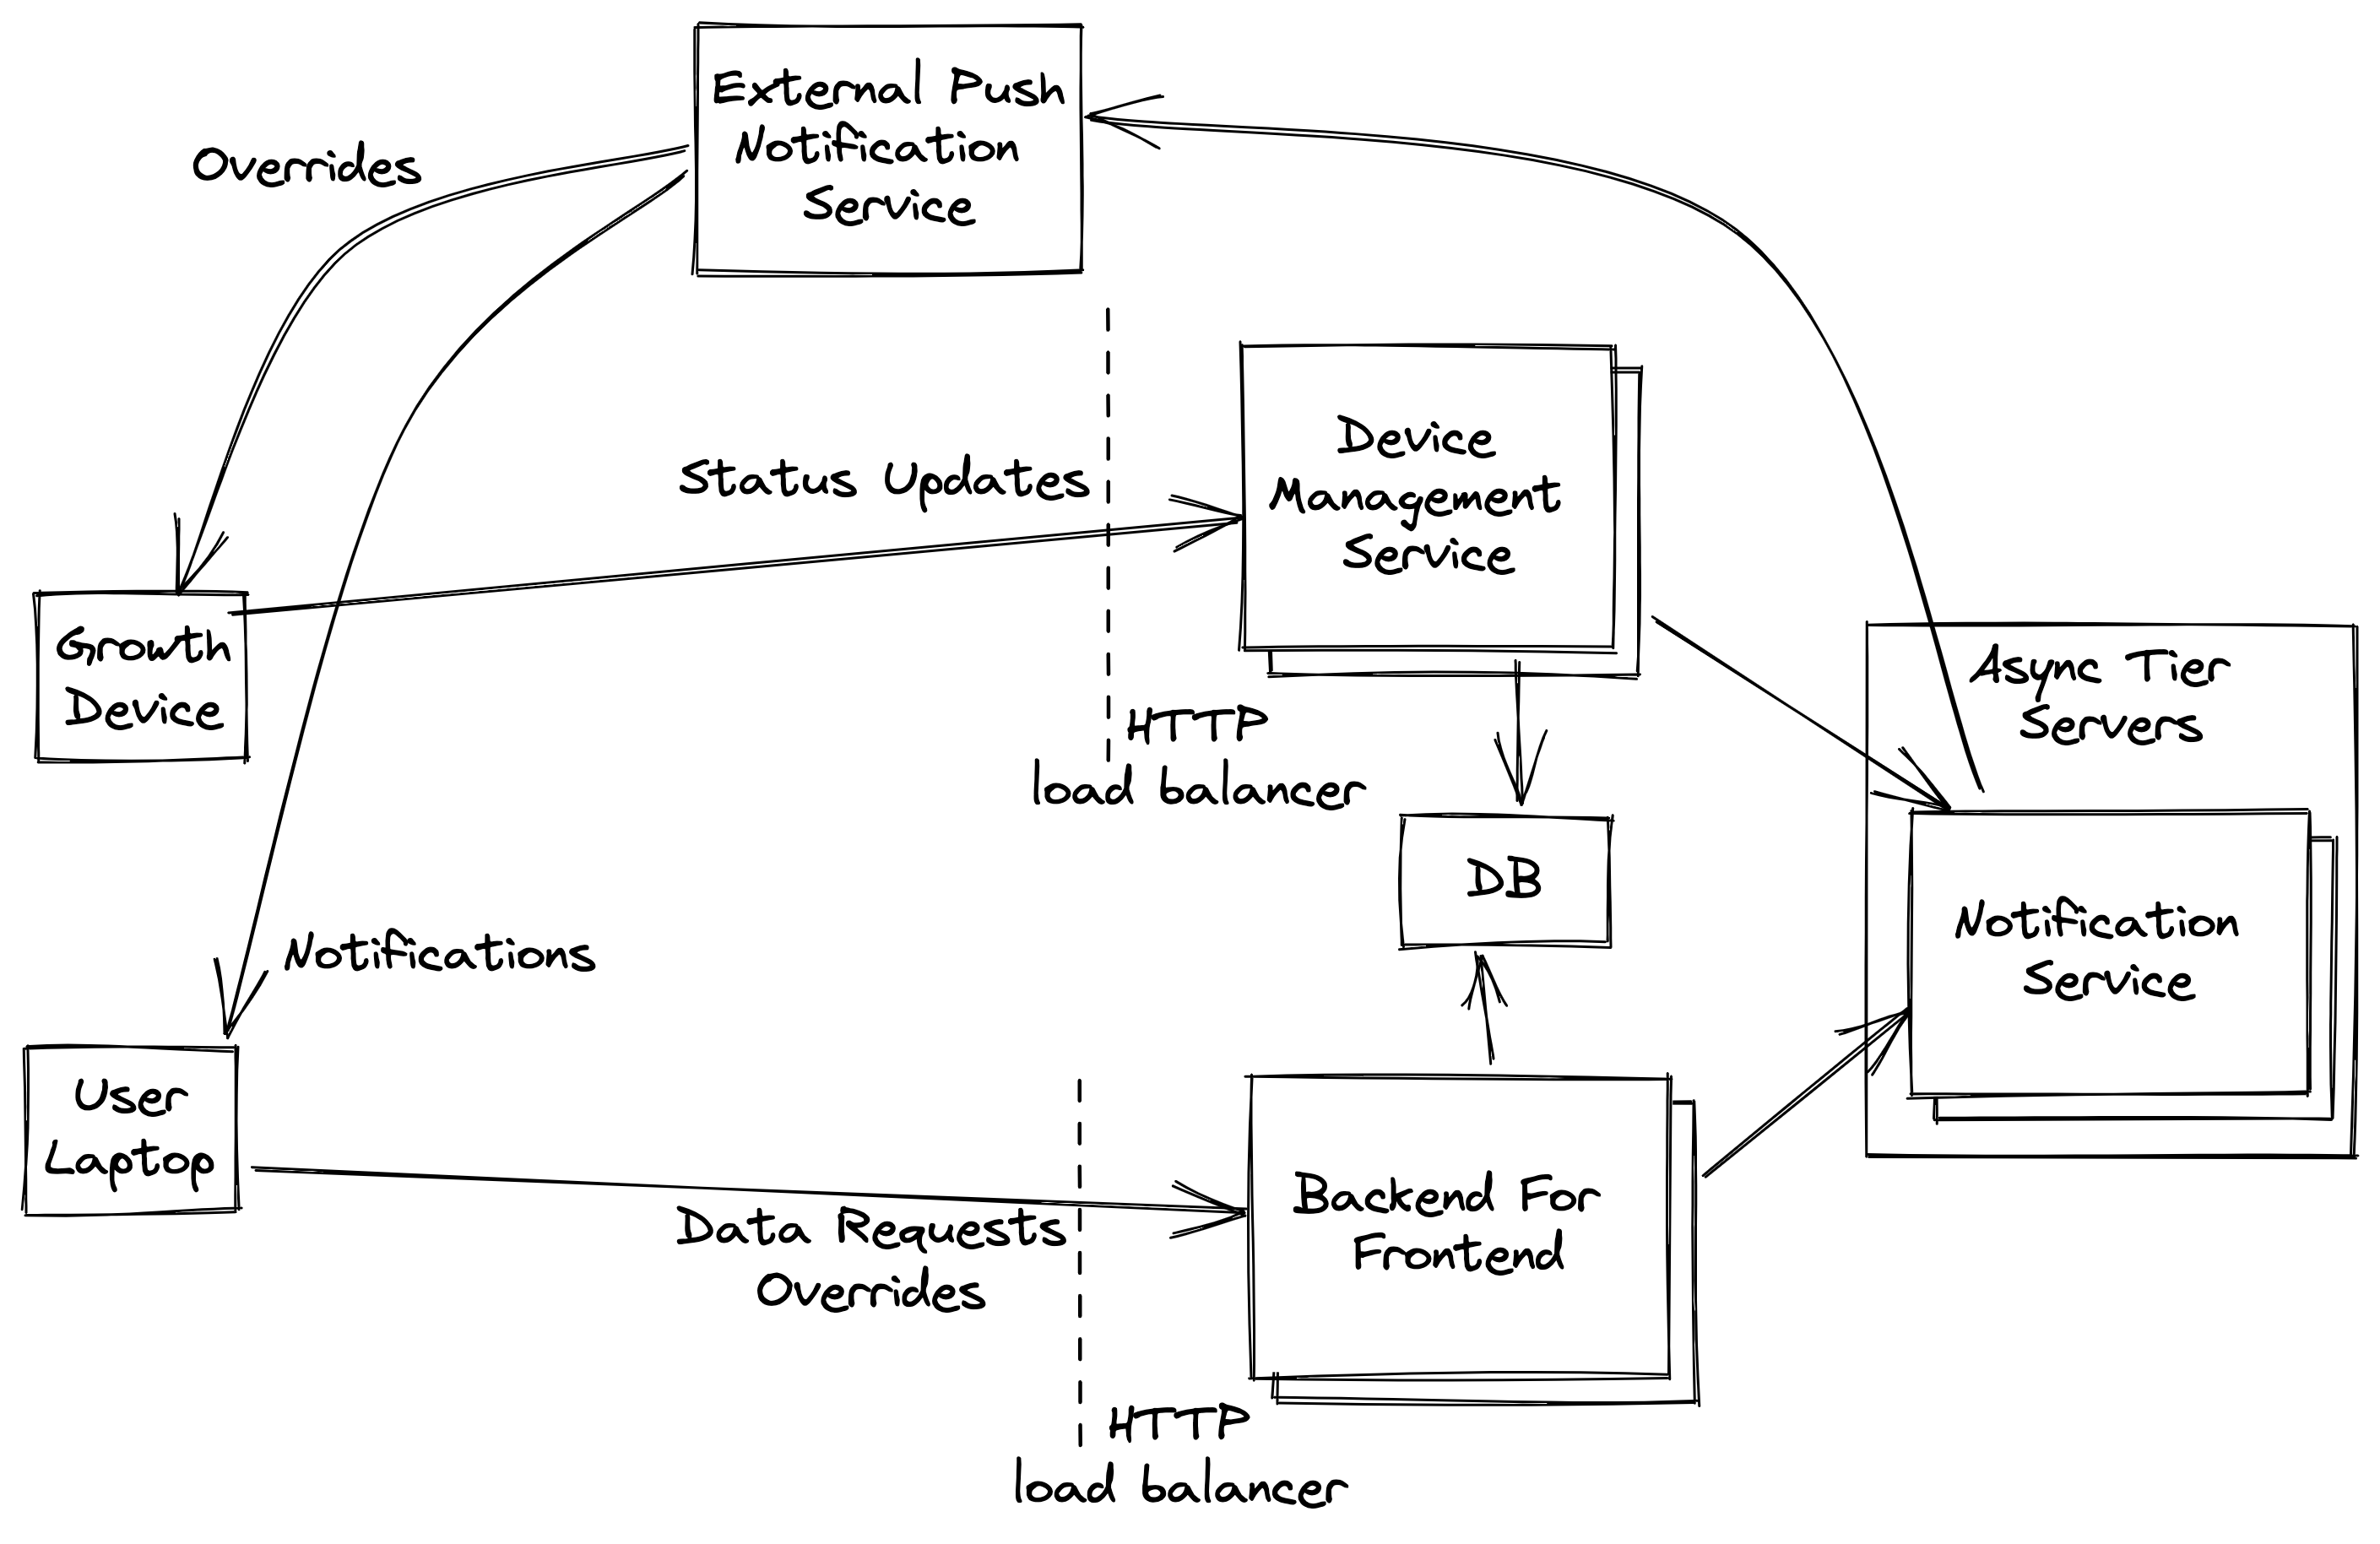 External Push
Notification
Service
Overrides
Status Updates
Device
Management
Service
Growth
Device
Async Tier
Servers
HTTP
load balancer
DB
Notification
Service
Notifications
User
Laptop
Data Requests
Overrides
Backend For
Frontend
HTTP
load balancer